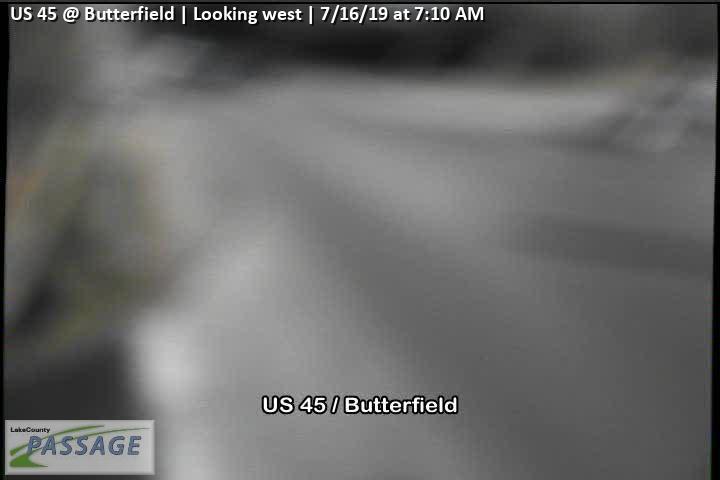 US 45 @ Butterfield | Looking west | 7/16/19 at 7:10 AM
US 45 / Butterfield
LakeCounty
PASSAGE